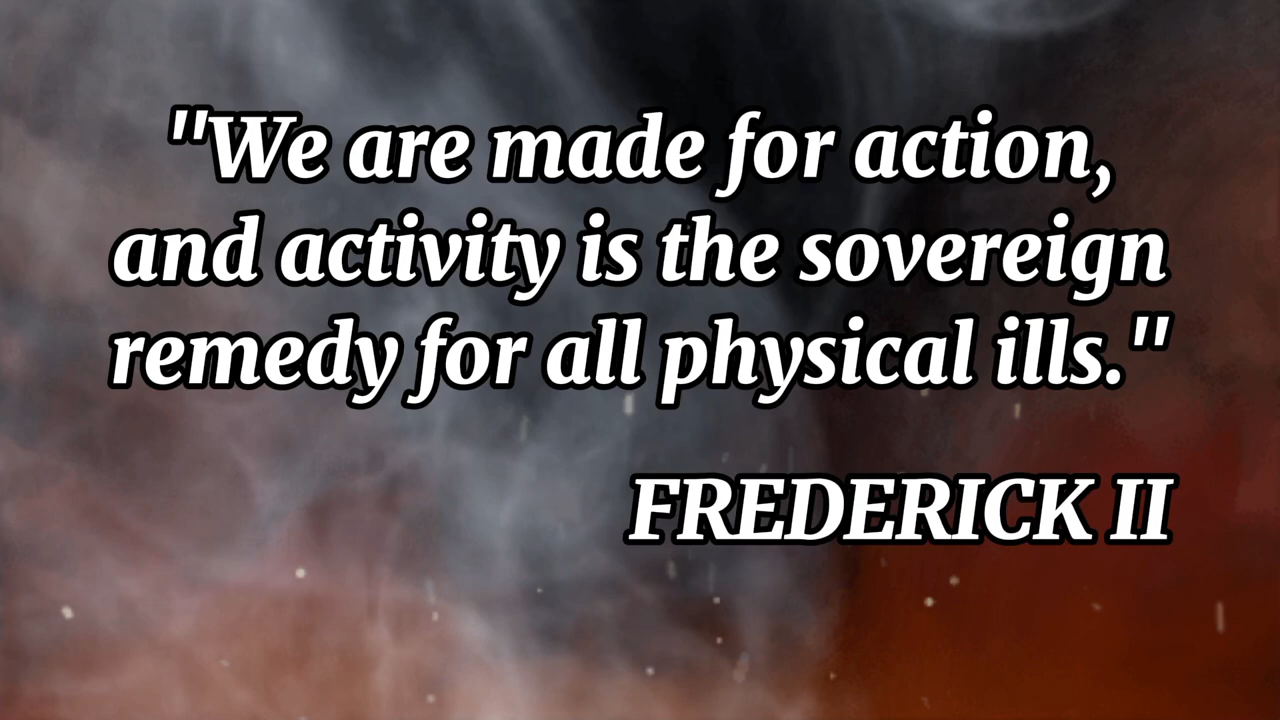 "We are made for action,
and activity is the sovereign
remedy for all physical ills."
FREDERICK II